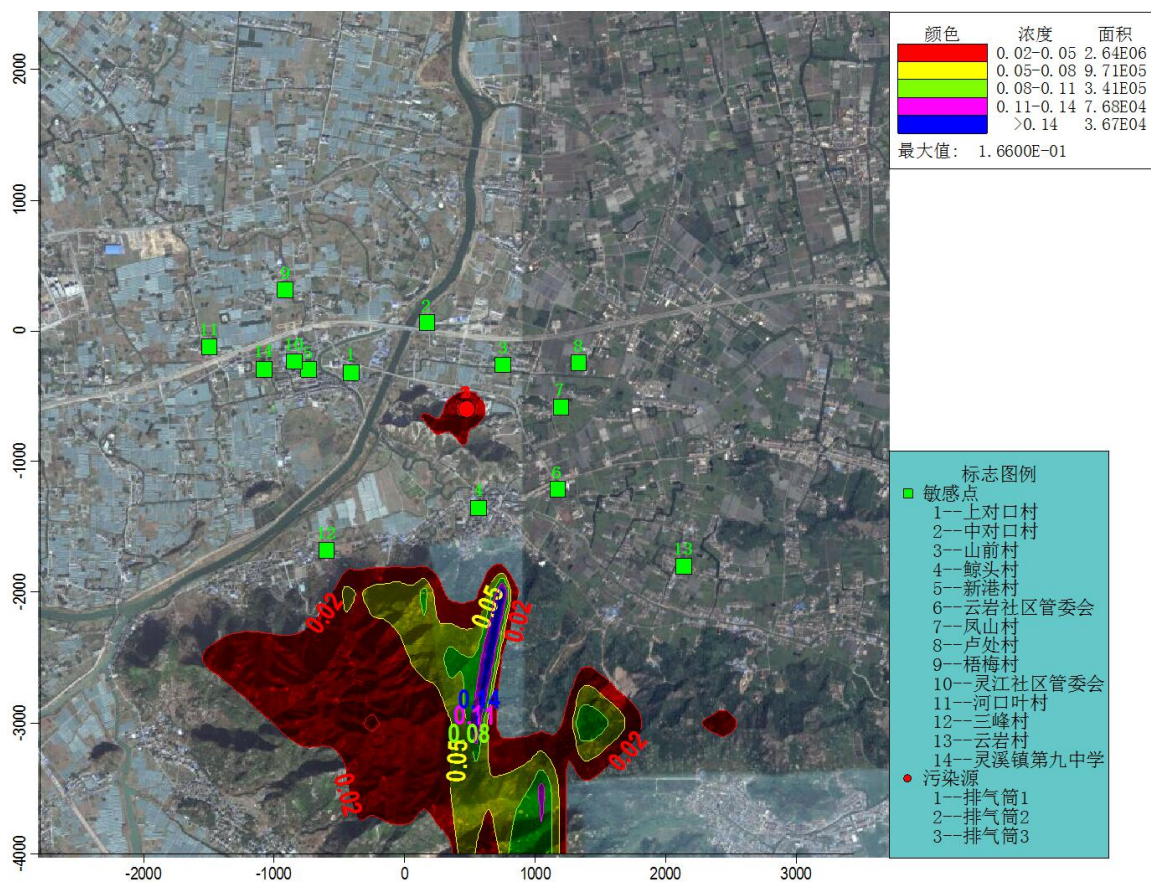 颜色 浓度 面积
0.02-0.05 2.64E06
0.05-0.08 9.71E05
0.08-0.11 3.41E05
0.11-0.14 7.68E04
>0.14 3.67E04
最大值: 1.6600E-01
2000
1000
0
-1000
-2000
-3000
-4000
-2000 -1000 0 1000 2000 3000
9
2
11
14
10
5
1
3
8
7
6
4
12
13
0.02
0.05
0.02
0.14
0.11
0.08
0.05
0.02
0.02
标志图例
敏感点
1--上对口村
2--中对口村
3--山前村
4--鲸头村
5--新港村
6--云岩社区管委会
7--凤山村
8--卢处村
9--梧梅村
10--灵江社区管委会
11--河口叶村
12--三峰村
13--云岩村
14--灵溪镇第九中学
污染源
1--排气筒1
2--排气筒2
3--排气筒3